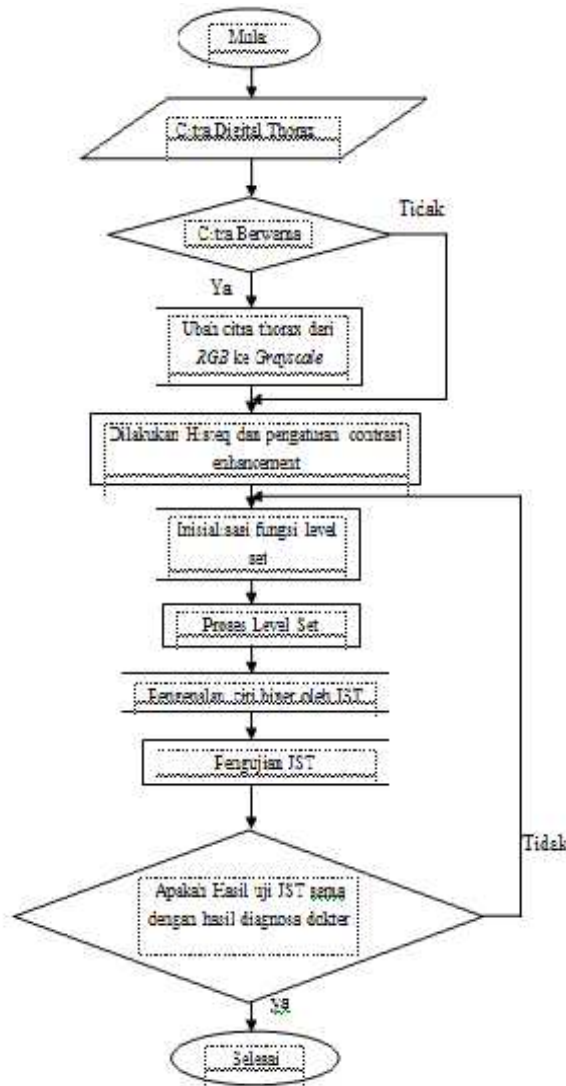 Mulai
Citra Digital Thorax
Citra Berwarna
Tidak
Ya
Ubah citra thorax dari
RGB ke Grayscale
Dilakukan Histeq dan pengaturan contrast
enhancement
Inisialisasi fungsi level
set
Proses Level Set
Pengenalan ciri biner oleh JST
Pengujian JST
Tidak
Apakah Hasil uji JST sama
dengan hasil diagnosa dokter
ya
Selesai